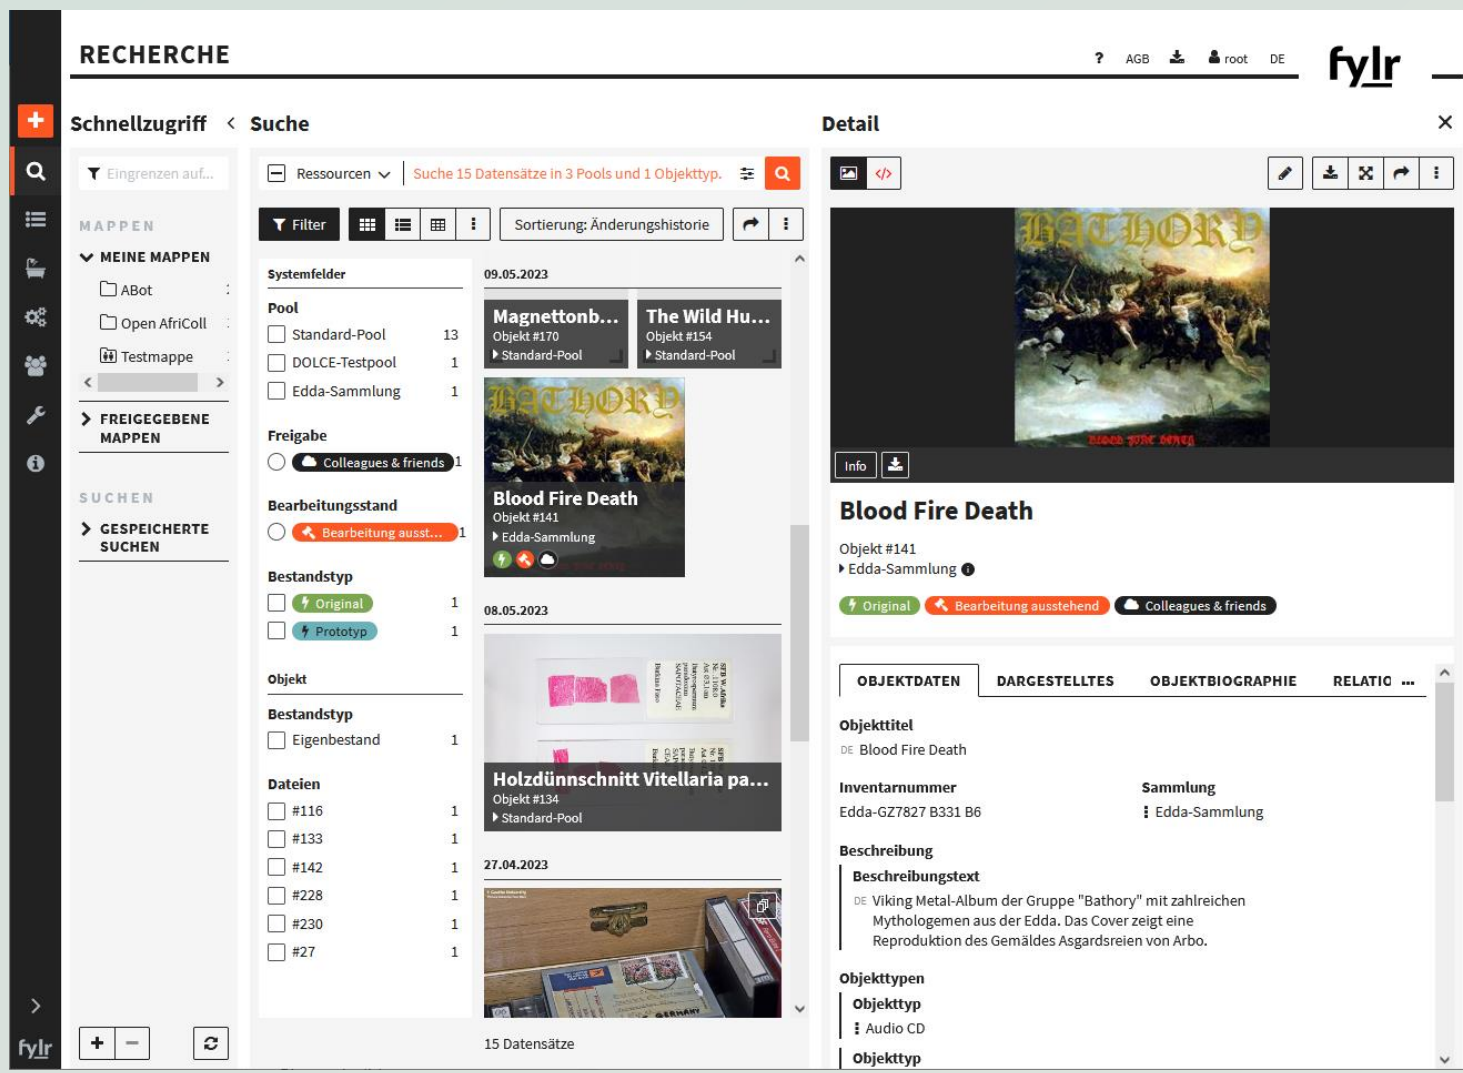 RECHERCHE
? AGB root DE
fylr
Schnellzugriff
Eingrenzen auf...
MAPPEN
MEINE MAPPEN
ABot
Open AfriColl
Testmappe
FREIGEGEBENE
MAPPEN
SUCHEN
GESPEICHERTE
SUCHEN
fylr
Suche
Ressourcen
Suche 15 Datensätze in 3 Pools und 1 Objekttyp.
Filter
Sortierung: Änderungshistorie
Systemfelder
Pool
Standard-Pool 13
DOLCE-Testpool 1
Edda-Sammlung 1
Freigabe
Colleagues & friends 1
Bearbeitungsstand
Bearbeitung ausst... 1
Bestandstyp
Original 1
Prototyp 1
Objekt
Bestandstyp
Eigenbestand 1
Dateien
#116 1
#133 1
#142 1
#228 1
#230 1
#27 1
09.05.2023
Magnettonb...
Objekt #170
Standard-Pool
The Wild Hu...
Objekt #154
Standard-Pool
BATHORY
Blood Fire Death
Objekt #141
Edda-Sammlung
08.05.2023
Holzdünnschnitt Vitellaria pa...
Objekt #134
Standard-Pool
27.04.2023
GERMANY
15 Datensätze
Detail
BATHORY
BLOOD FIRE DEATH
Info
Blood Fire Death
Objekt #141
Edda-Sammlung
Original
Bearbeitung ausstehend
Colleagues & friends
OBJEKTDATEN DARGESTELLTES OBJEKTBIOGRAPHIE RELATIO ...
Objekttitel
DE Blood Fire Death
Inventarnummer
Edda-GZ7827 B331 B6
Sammlung
Edda-Sammlung
Beschreibung
Beschreibungstext
DE Viking Metal-Album der Gruppe "Bathory" mit zahlreichen
Mythologemen aus der Edda. Das Cover zeigt eine
Reproduktion des Gemäldes Asgardsreien von Arbo.
Objekttypen
Objekttyp
Audio CD
Objekttyp